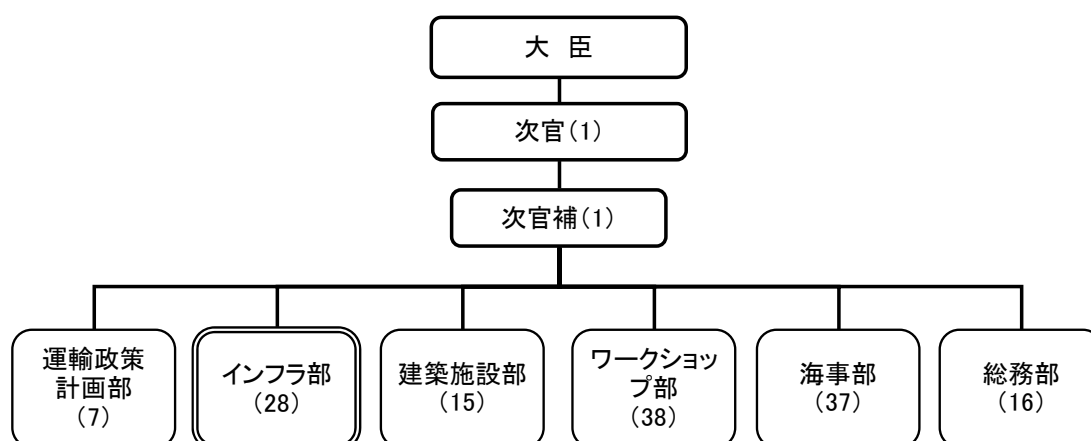 大　臣
次官（1）
次官補（1）
運輸政策
計画部
（7）
インフラ部
（28）
建築施設部
（15）
ワークショッ
プ部
（38）
海事部
（37）
総務部
（16）